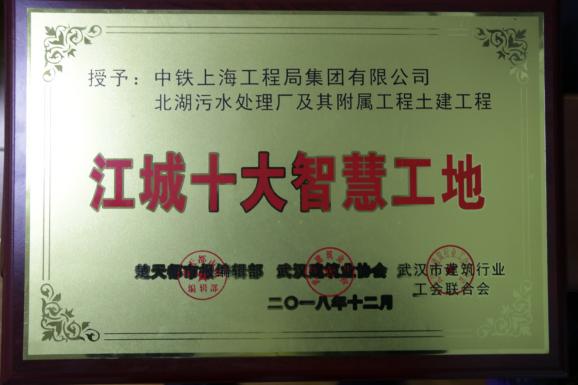 授予：中铁上海工程局集团有限公司
北湖污水处理厂及其附属工程土建工程
江城十大智慧工地
楚天都市报编辑部 武汉建筑业协会 武汉市建筑行业
工会联合会
编辑部
二〇一八年十二月